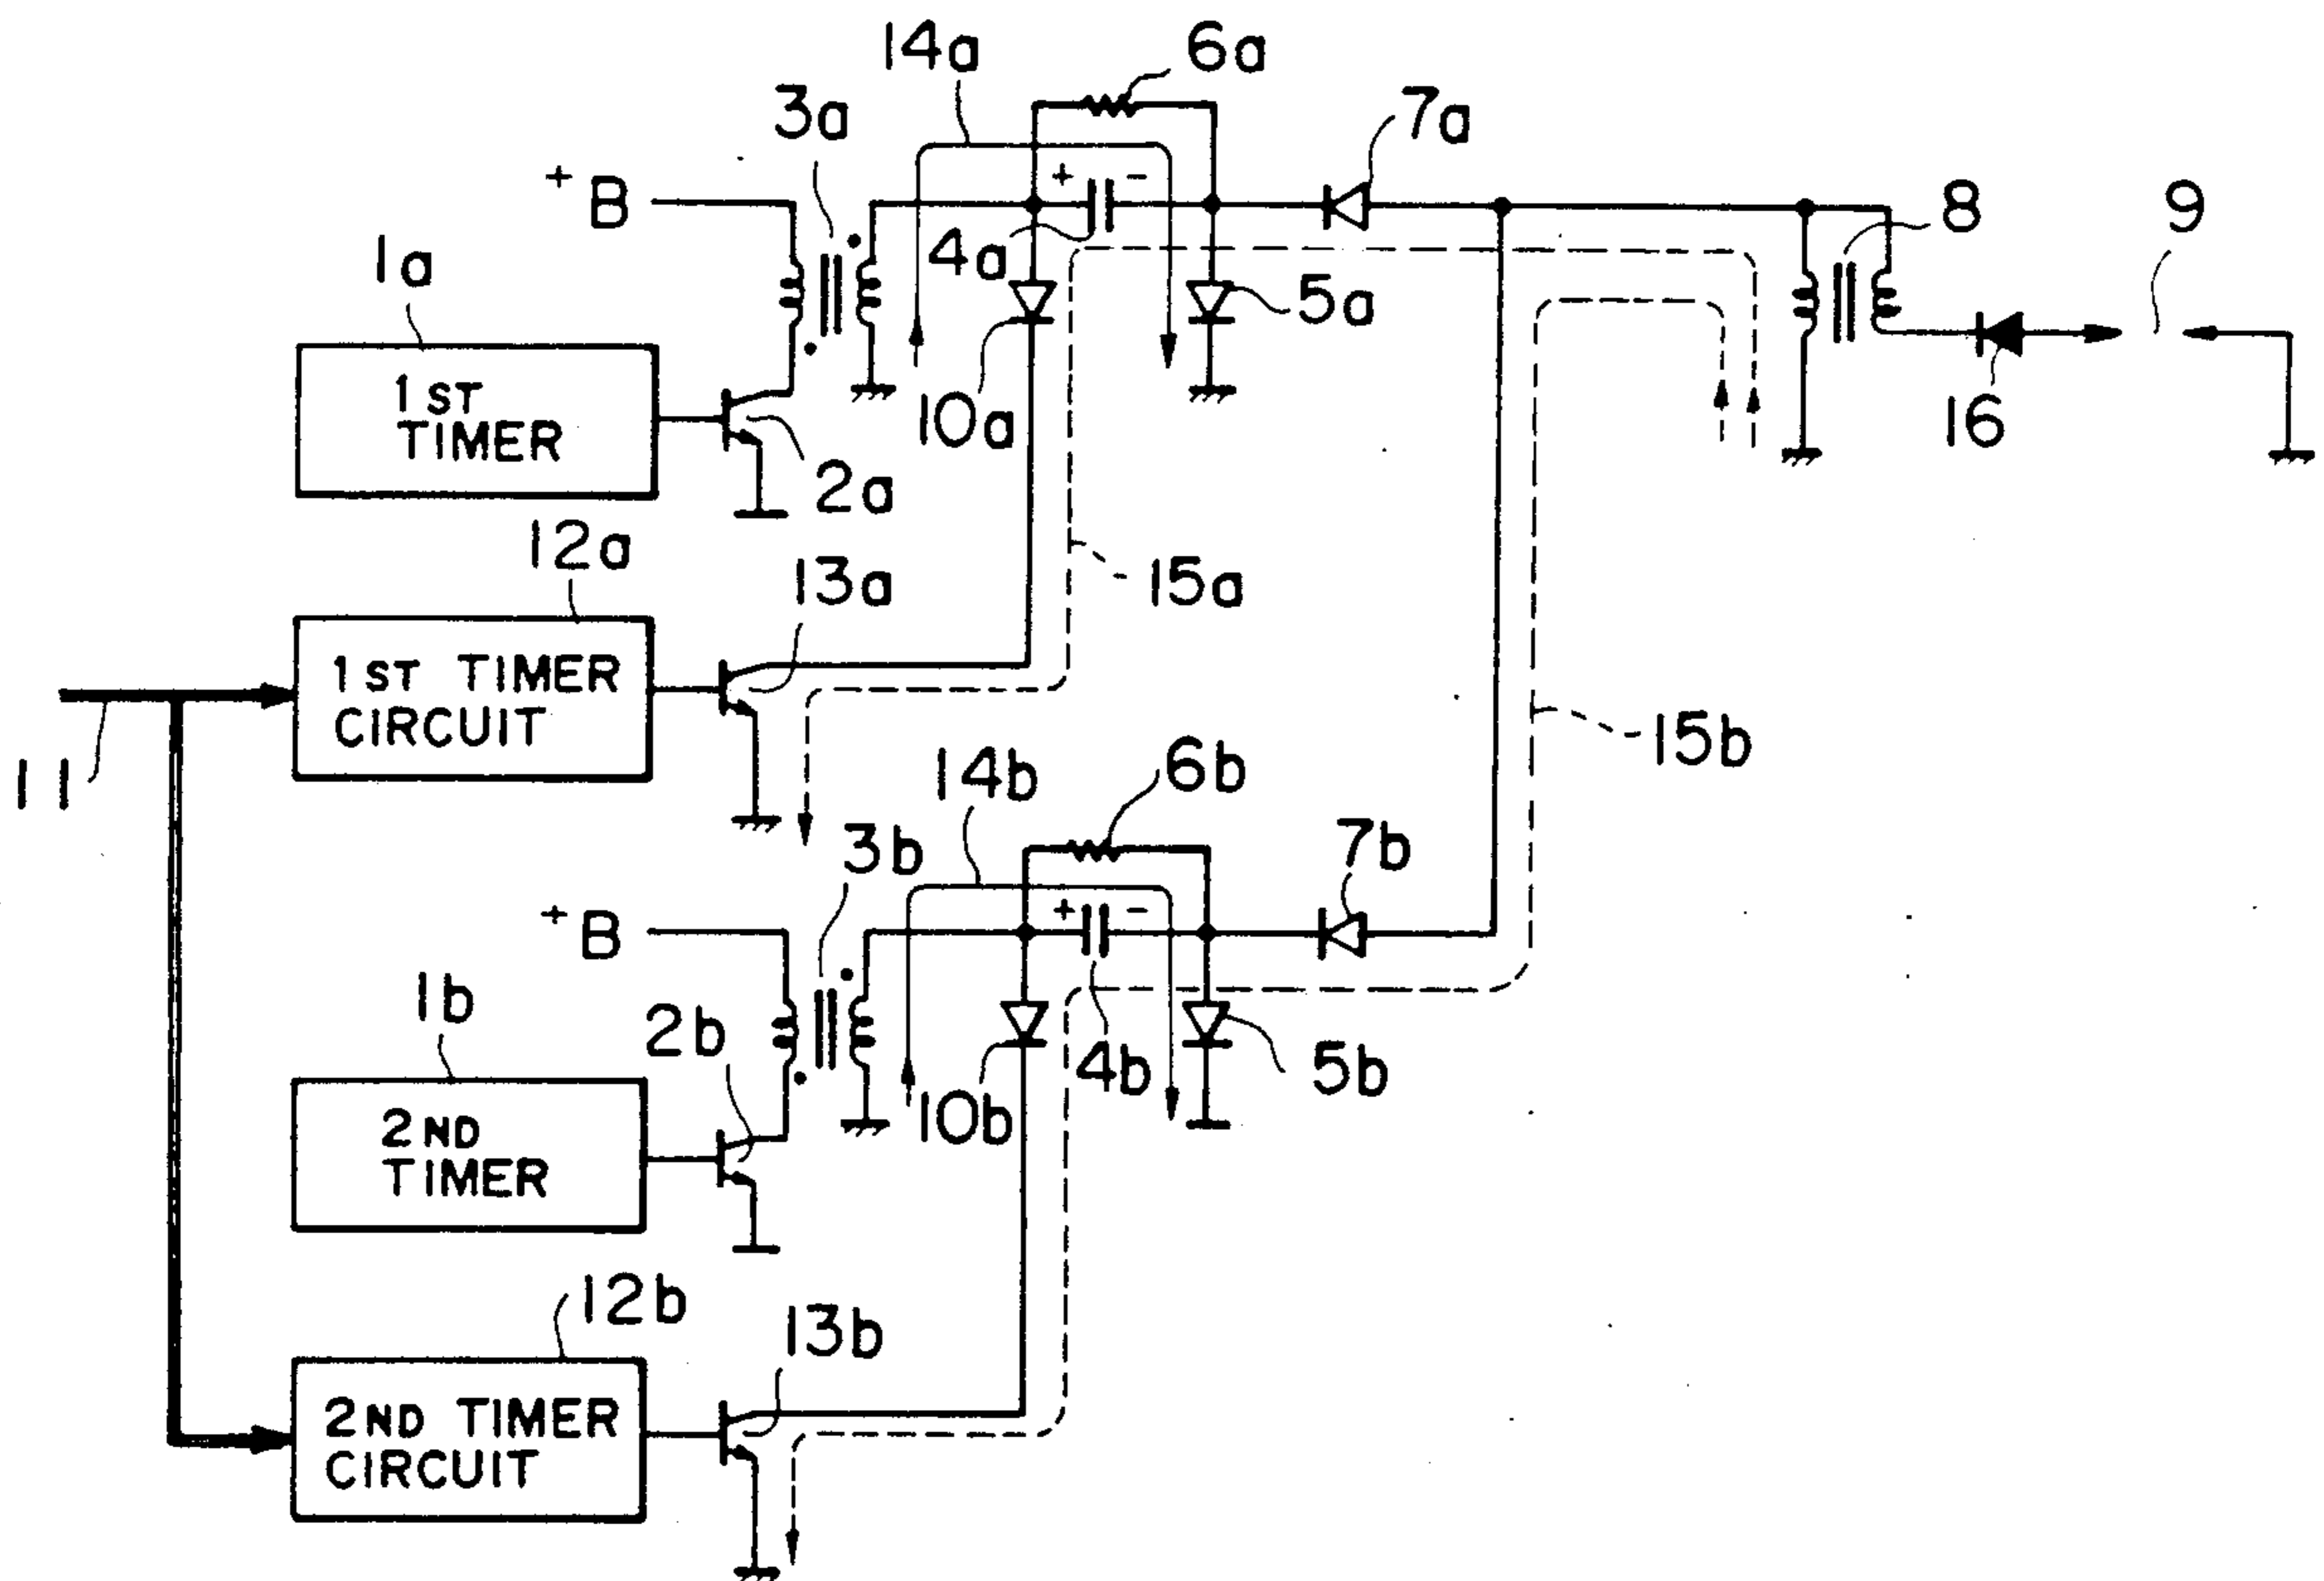 14a
6a
3a
7a
+ -
+B
8
9
4a
1a
5a
10a
16
1ST
TIMER
2a
12a
13a
15a
1ST TIMER
CIRCUIT
11
14b
6b
15b
3b
7b
+ -
+B
1b
2b
4b
5b
10b
2ND
TIMER
12b
13b
2ND TIMER
CIRCUIT